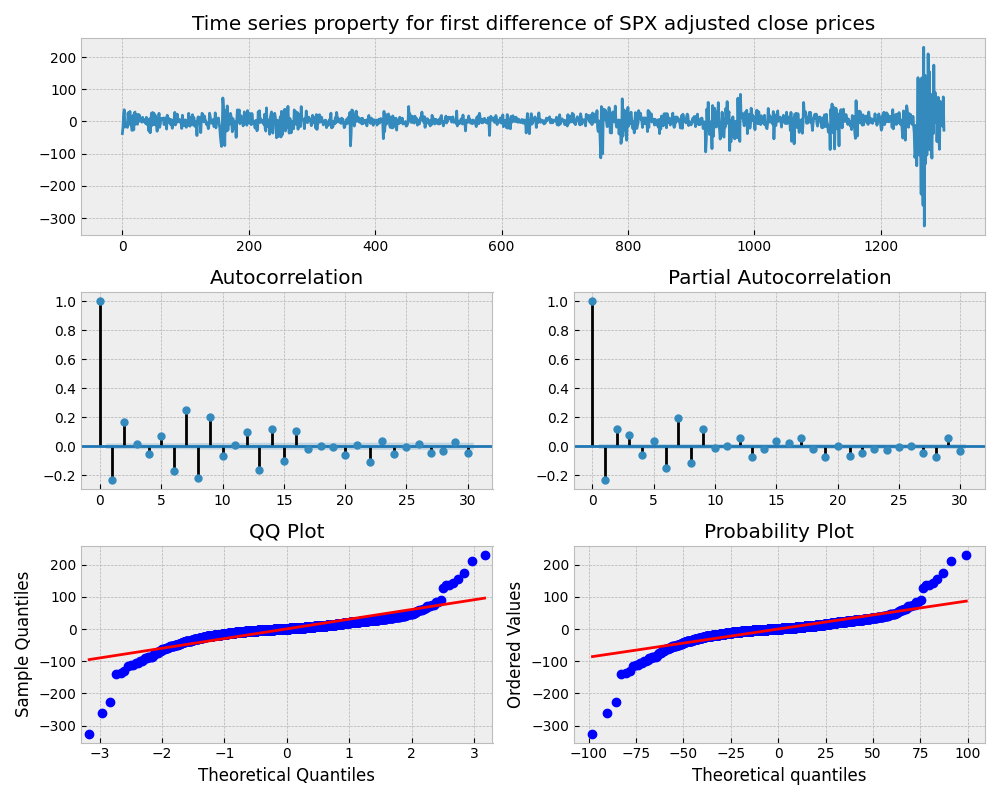 Time series property for first difference of SPX adjusted close prices
200
100
0
−100
−200
−300
0 200 400 600 800 1000 1200
Autocorrelation
1.0
0.8
0.6
0.4
0.2
0.0
−0.2
0 5 10 15 20 25 30
Partial Autocorrelation
1.0
0.8
0.6
0.4
0.2
0.0
−0.2
0 5 10 15 20 25 30
QQ Plot
Sample Quantiles
200
100
0
−100
−200
−300
−3 −2 −1 0 1 2 3
Theoretical Quantiles
Probability Plot
Ordered Values
200
100
0
−100
−200
−300
−100 −75 −50 −25 0 25 50 75 100
Theoretical quantiles